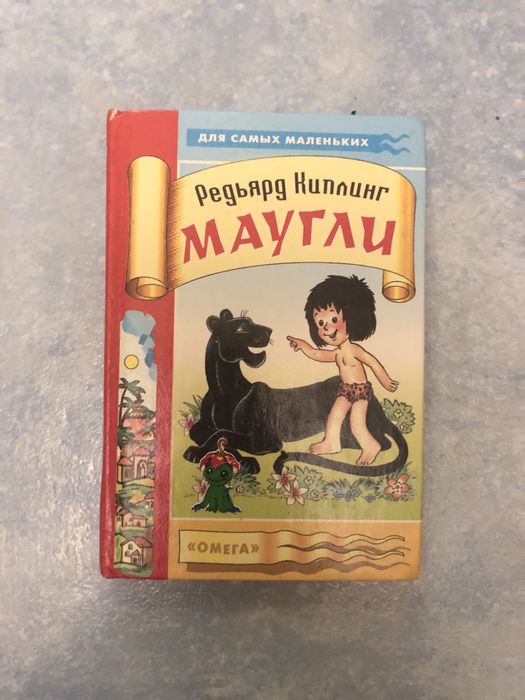 ДЛЯ САМЫХ МАЛЕНЬКИХ
Редьярд Киплинг
МАУГЛИ
«ОМЕГА»